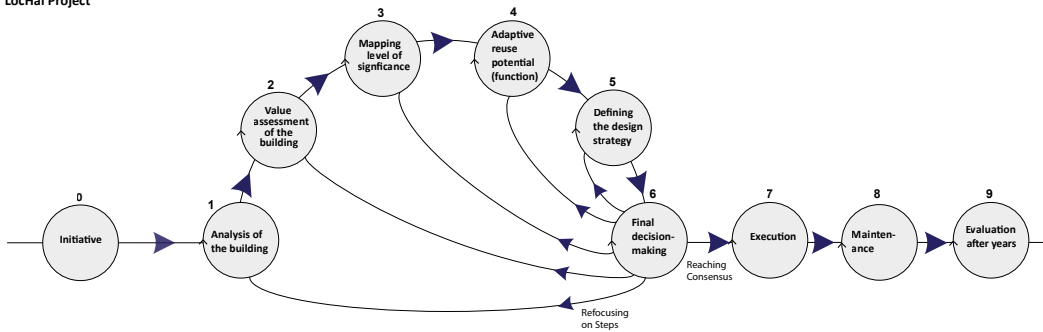 LocHal Project
0
Initiative
1
Analysis of
the building
2
Value
assessment
of the
building
3
Mapping
level of
signficance
4
Adaptive
reuse
potential
(function)
5
Defining
the design
strategy
6
Final
decision-
making
Reaching
Consensus
Refocusing
on Steps
7
Execution
8
Mainten-
ance
9
Evaluation
after years